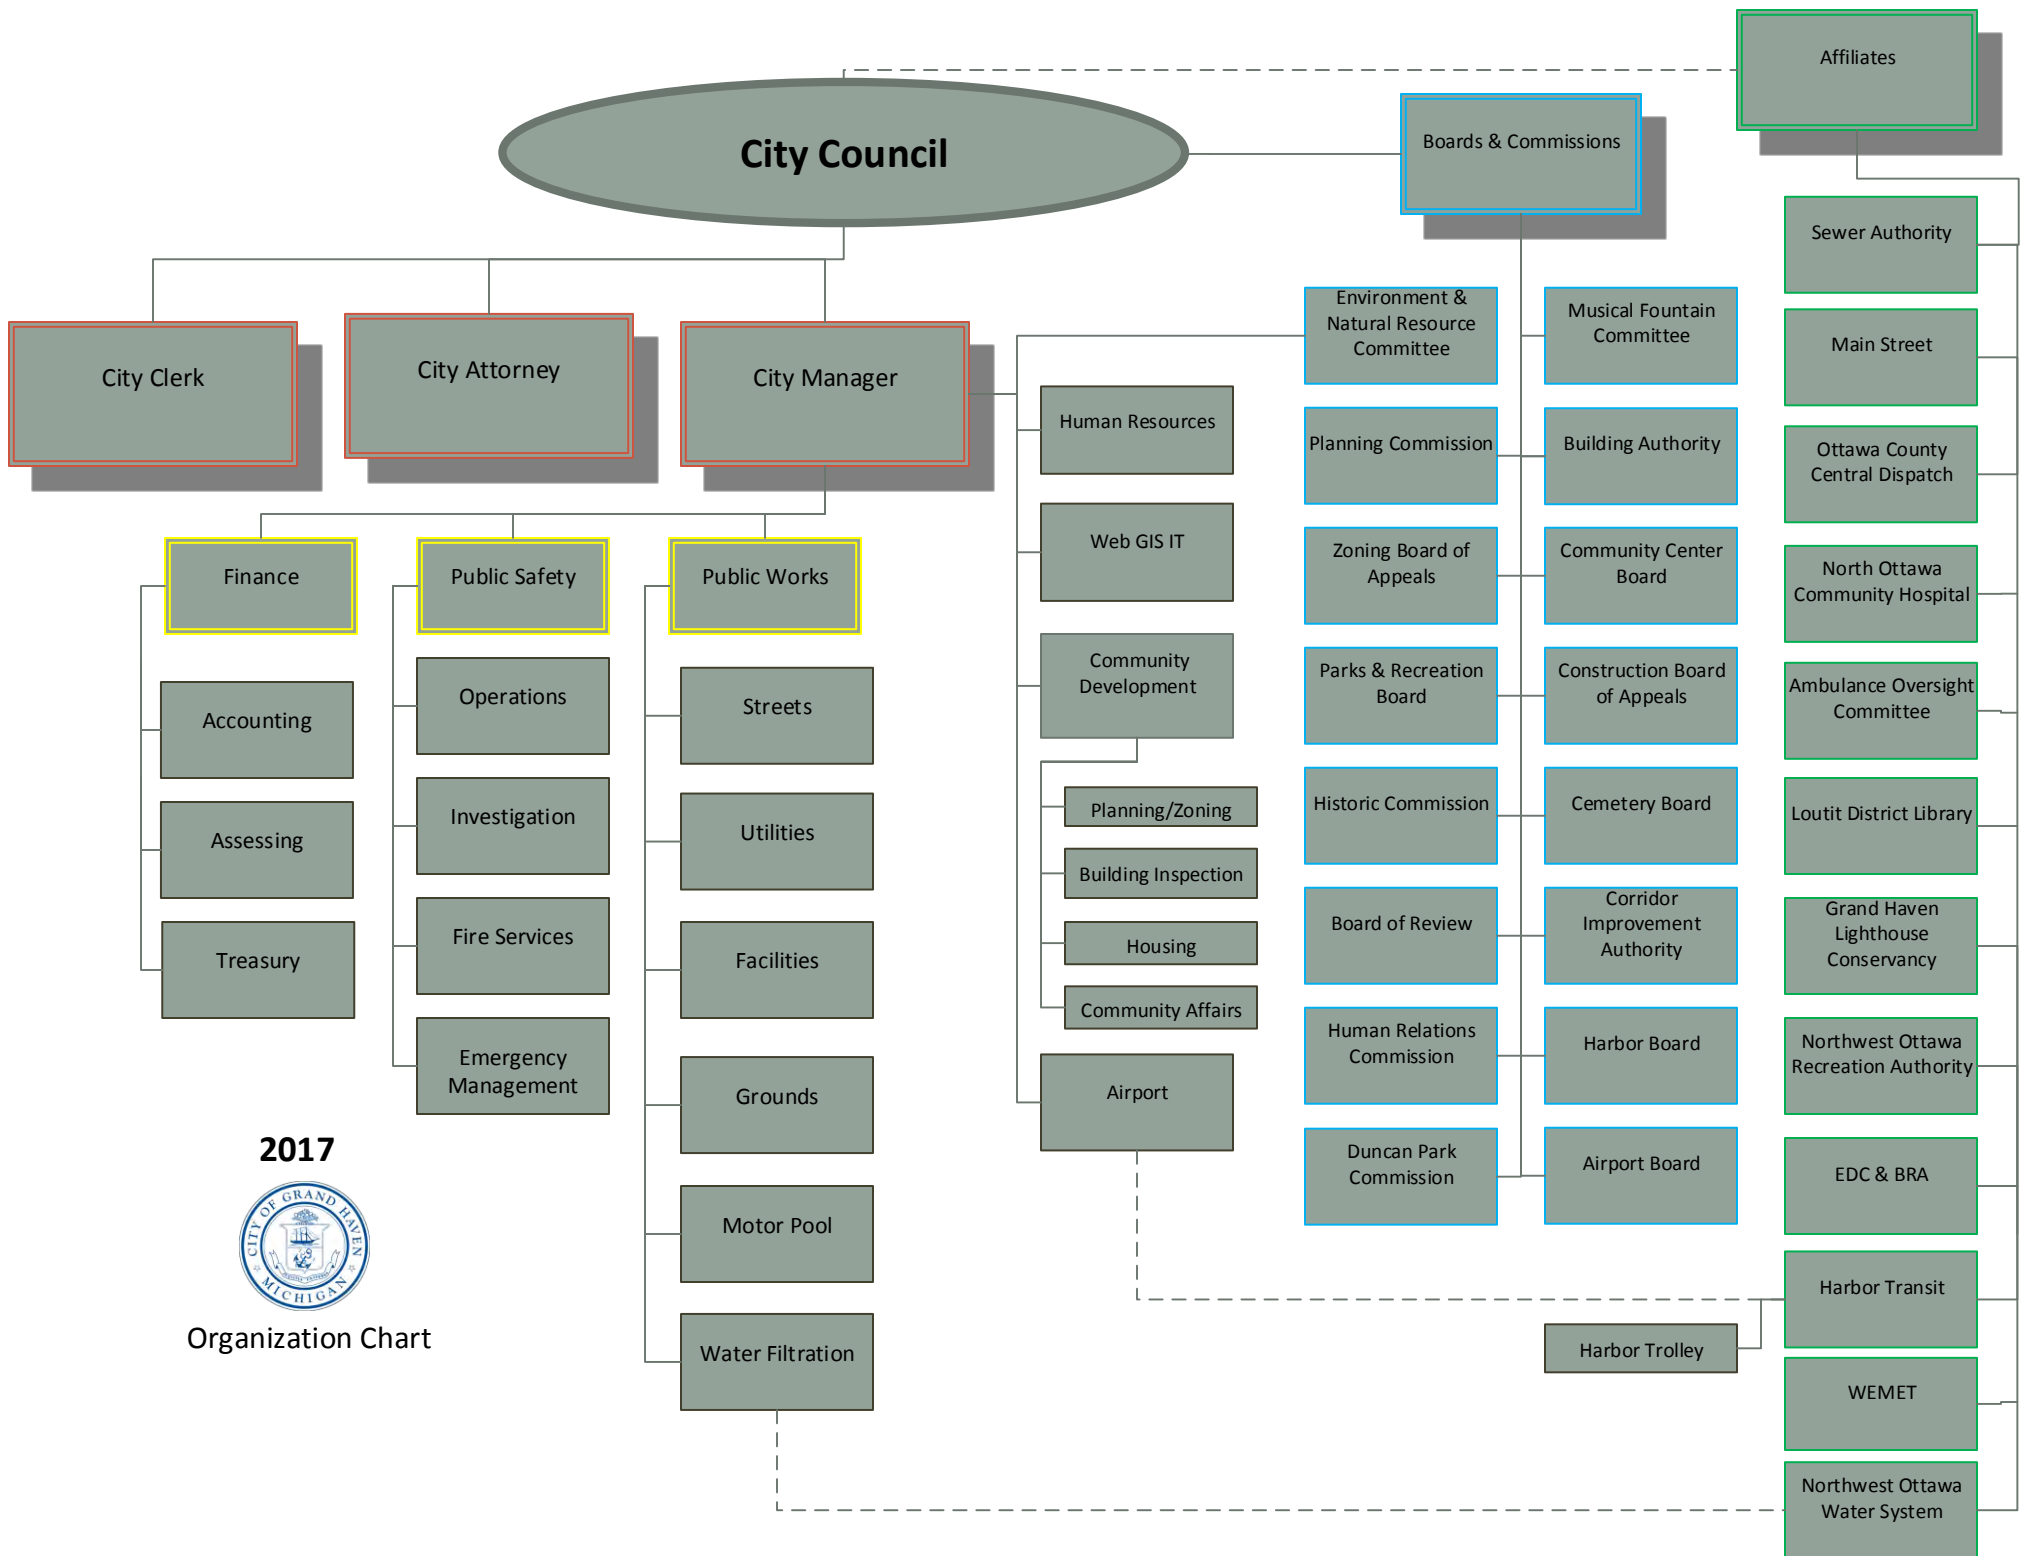 Affiliates
City Council
Boards & Commissions
City Clerk
City Attorney
City Manager
Finance
Public Safety
Public Works
Accounting
Assessing
Treasury
Operations
Investigation
Fire Services
Emergency
Management
Streets
Utilities
Facilities
Grounds
Motor Pool
Water Filtration
Human Resources
Web GIS IT
Community
Development
Planning/Zoning
Building Inspection
Housing
Community Affairs
Airport
Environment &
Natural Resource
Committee
Planning Commission
Zoning Board of
Appeals
Parks & Recreation
Board
Historic Commission
Board of Review
Human Relations
Commission
Duncan Park
Commission
Musical Fountain
Committee
Building Authority
Community Center
Board
Construction Board
of Appeals
Cemetery Board
Corridor
Improvement
Authority
Harbor Board
Airport Board
Harbor Trolley
Sewer Authority
Main Street
Ottawa County
Central Dispatch
North Ottawa
Community Hospital
Ambulance Oversight
Committee
Loutit District Library
Grand Haven
Lighthouse
Conservancy
Northwest Ottawa
Recreation Authority
EDC & BRA
Harbor Transit
WEMET
Northwest Ottawa
Water System
2017
CITY OF GRAND HAVEN
MICHIGAN
Organization Chart